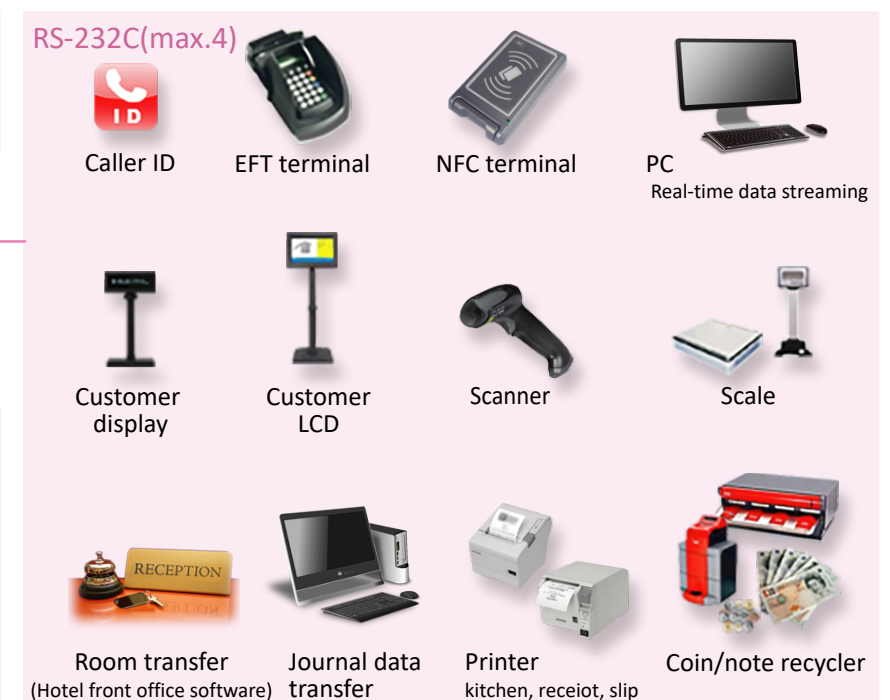 RS-232C(max.4)
ID
Caller ID
EFT terminal
NFC terminal
PC
Real-time data streaming
Customer
display
Customer
LCD
Scanner
Scale
RECEPTION
Room transfer
(Hotel front office software)
Journal data
transfer
Printer
kitchen, receiot, slip
Coin/note recycler